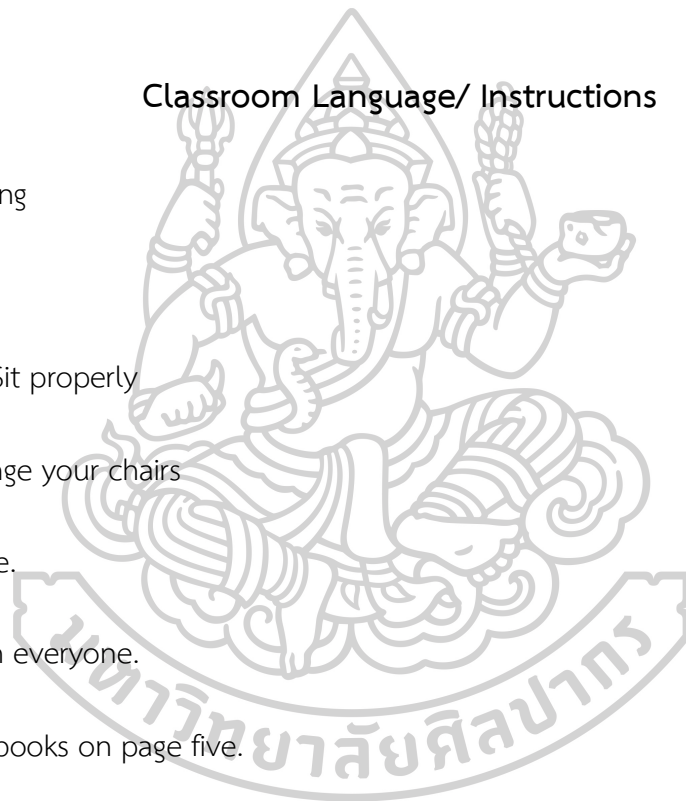 Classroom Language/ Instructions
ng
Sit properly
nge your chairs
e.
n everyone.
books on page five.
มหาวิทยาลัยศิลปากร